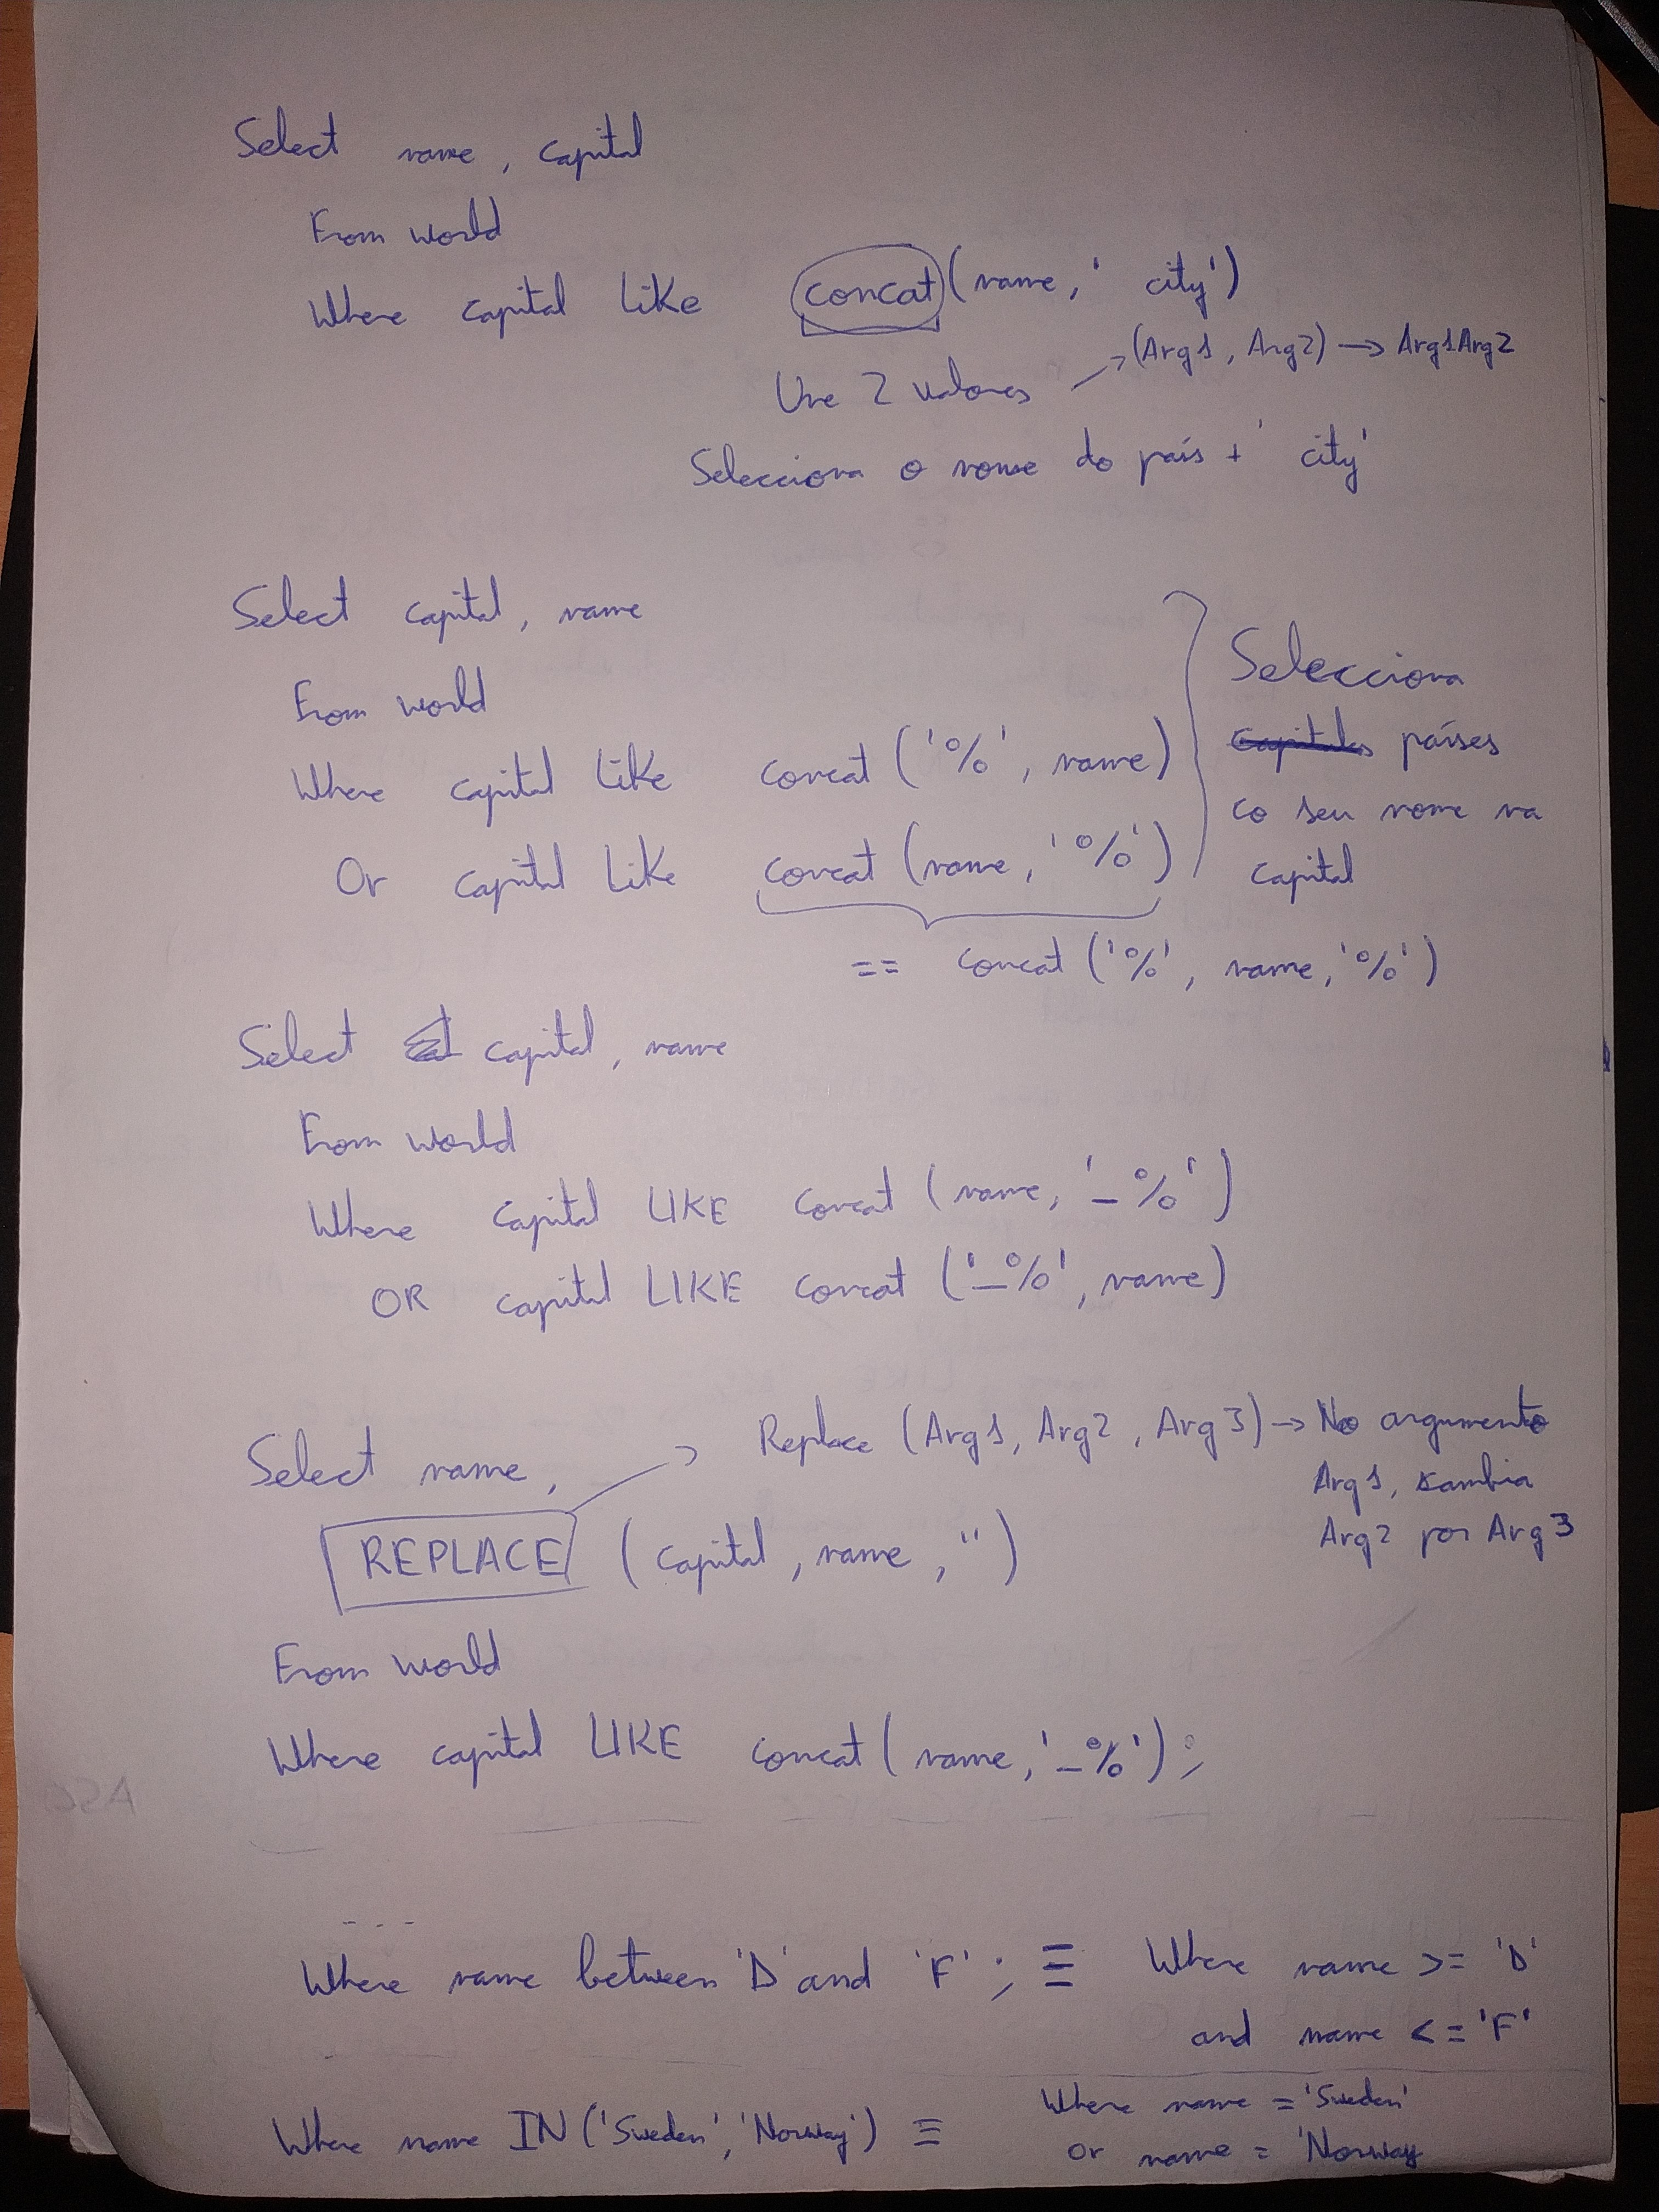 Select name, capital
From world
Where capital like concat(name,' city')
Une 2 valores → (Arg1, Arg2) → Arg1Arg2
Selecciona o nome do país + ' city'
Select capital, name
From world
Where capital like concat ('%', name)
Or capital like concat (name, '%')
Selecciona
capitales países
co seu nome na
capital
== concat ('%', name, '%')
Select capital, name
From world
Where capital LIKE concat (name, '_%')
OR capital LIKE concat ('_%', name)
Select name,
Replace (Arg1, Arg2, Arg3) → No argumento
Arg1, cambia
Arg2 por Arg3
REPLACE (capital, name, '')
From world
Where capital LIKE concat (name, '_%');
...
Where name between 'D' and 'F'; ≡ Where name >= 'D'
and name <= 'F'
Where name IN ('Sweden', 'Norway') ≡ Where name = 'Sweden'
or name = 'Norway